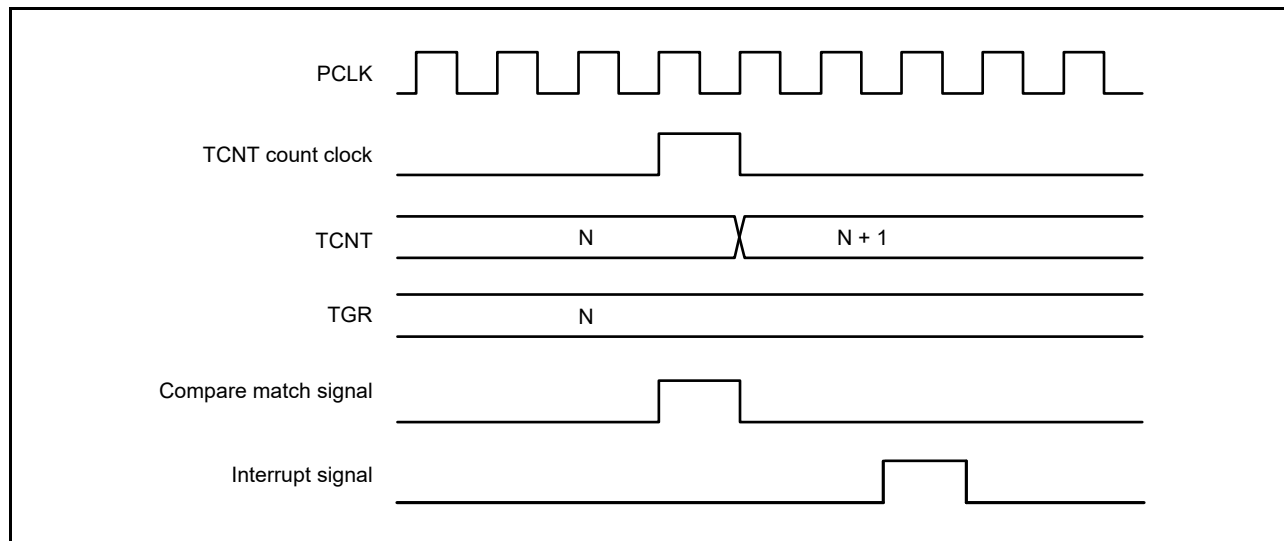 PCLK
TCNT count clock
TCNT
N
N + 1
TGR
N
Compare match signal
Interrupt signal